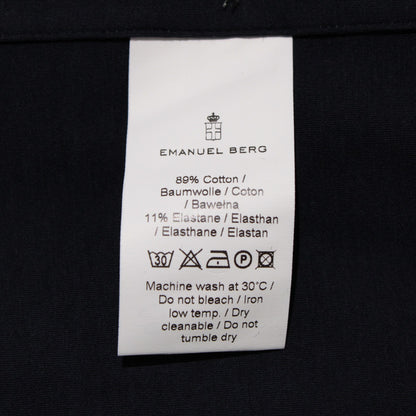 EMANUEL BERG
89% Cotton /
Baumwolle / Coton
/ Bawełna
11% Elastane / Elasthan
/ Elasthane / Elastan
30 P
Machine wash at 30°C /
Do not bleach / Iron
low temp. / Dry
cleanable / Do not
tumble dry